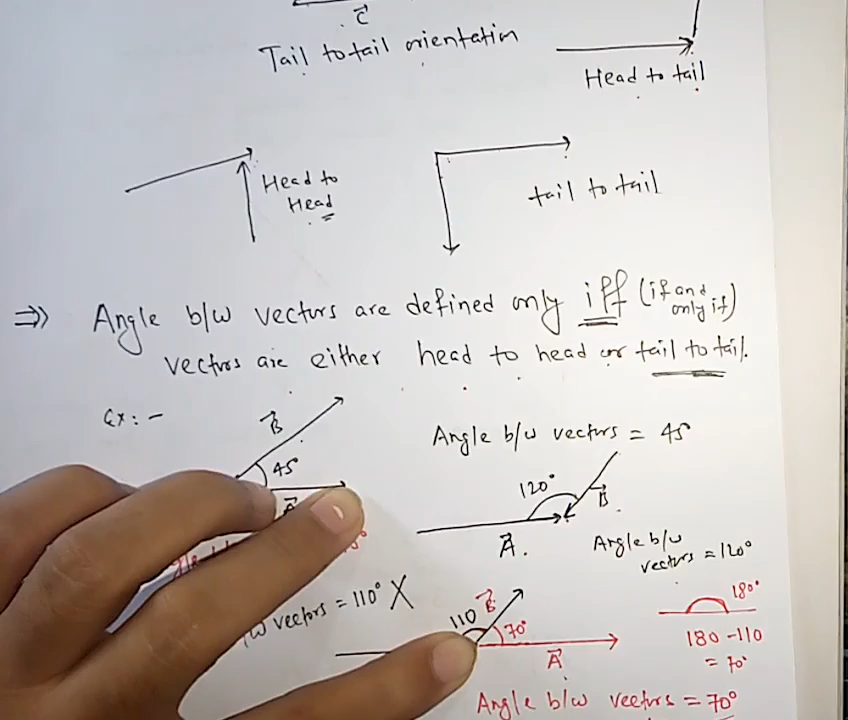 C
Tail to tail orientation
Head to tail
Head to
Head
tail to tail
⇒ Angle b/w vectors are defined only iff (if and only if)
vectors are either head to head or tail to tail.
Ex: -
B
45°
A
Angle b/w vectors = 45
120°
B
A.
Angle b/w
vectors = 120°
vectors = 110° X
110
B
70°
A
180°
180 - 110
= 70°
Angle b/w vectors = 70°